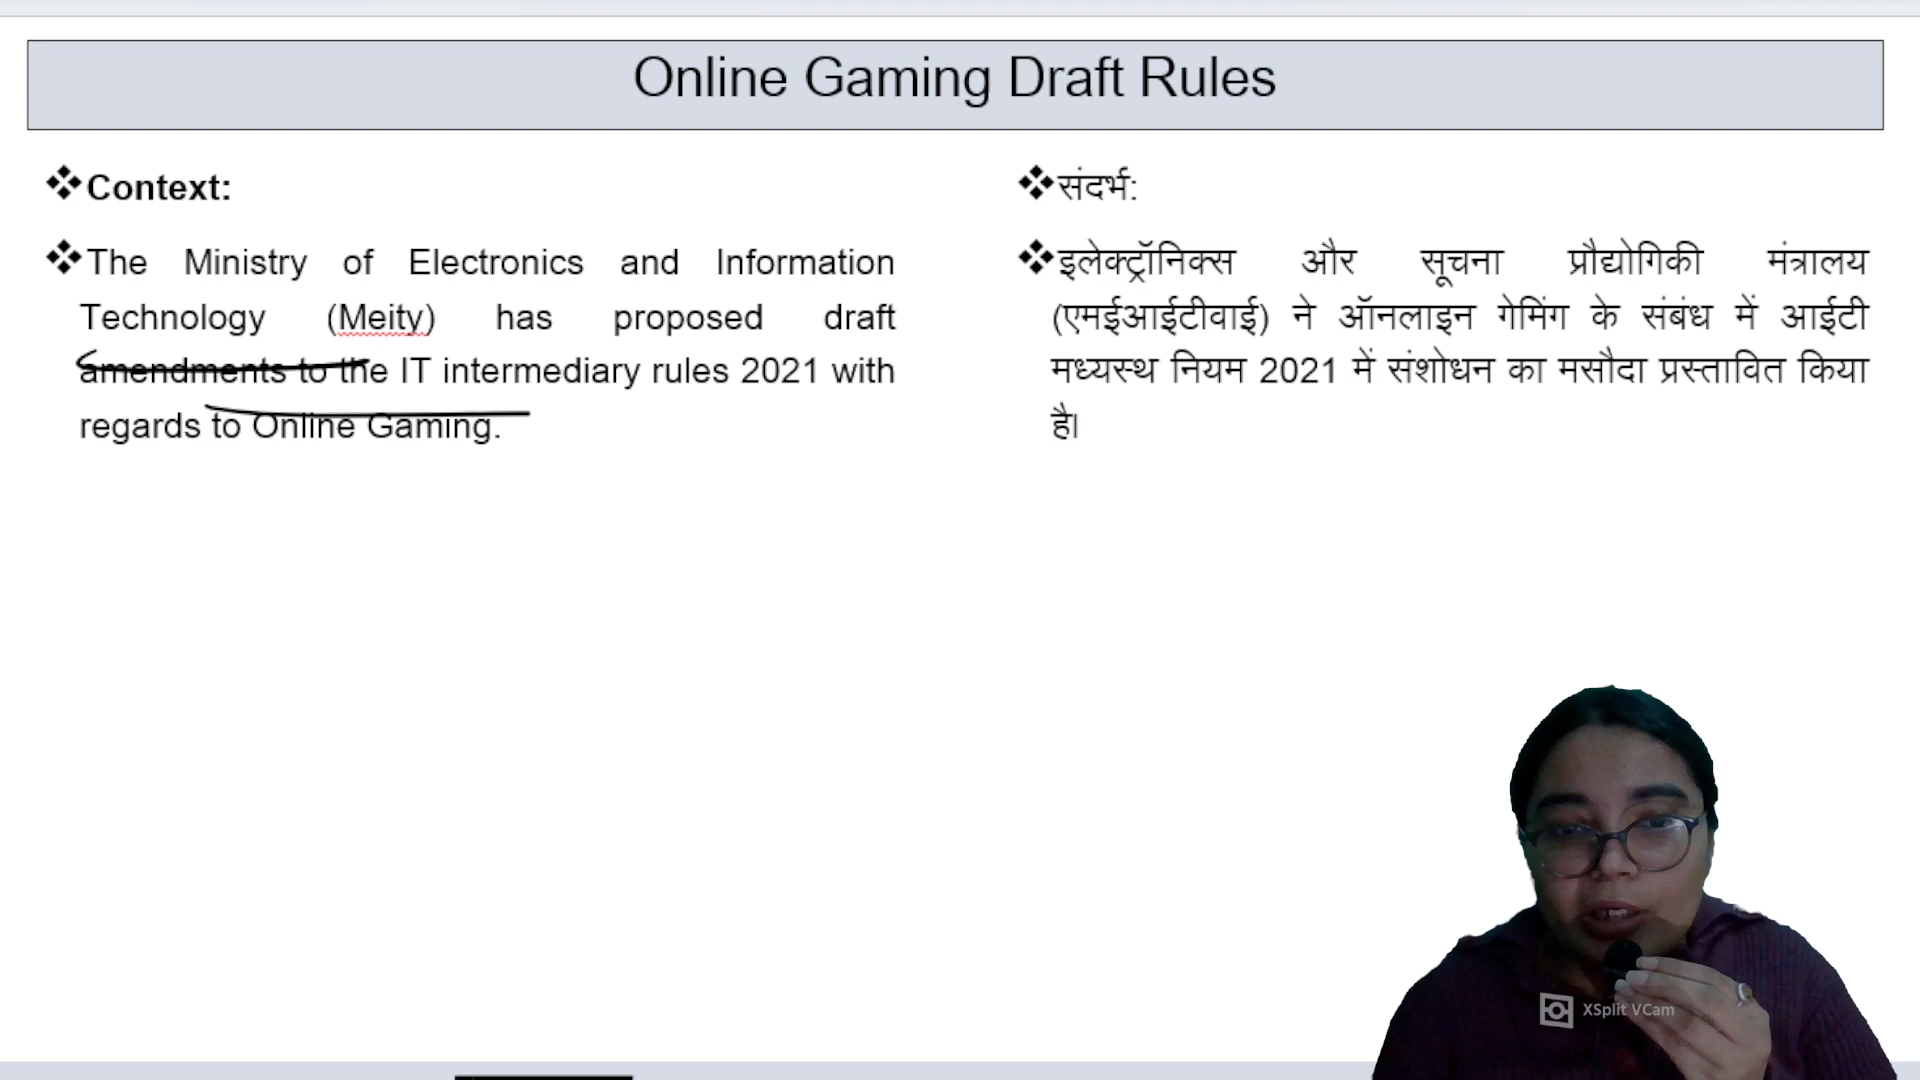 Online Gaming Draft Rules
❖Context:
❖The Ministry of Electronics and Information
Technology (Meity) has proposed draft
amendments to the IT intermediary rules 2021 with
regards to Online Gaming.
❖संदर्भ:
❖इलेक्ट्रॉनिक्स और सूचना प्रौद्योगिकी मंत्रालय
(एमईआईटीवाई) ने ऑनलाइन गेमिंग के संबंध में आईटी
मध्यस्थ नियम 2021 में संशोधन का मसौदा प्रस्तावित किया
है।
XSplit VCam